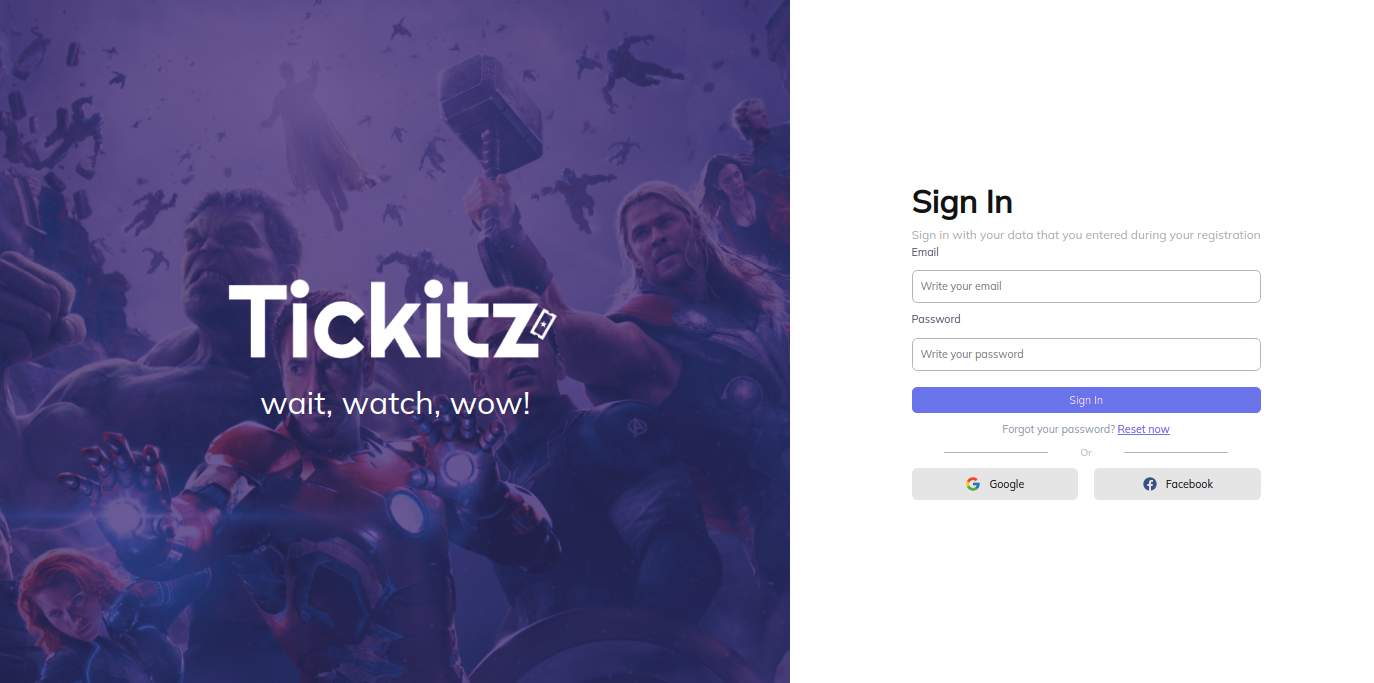 Tickitz
wait, watch, wow!
Sign In
Sign in with your data that you entered during your registration
Email
Write your email
Password
Write your password
Sign In
Forgot your password? Reset now
Or
Google
Facebook